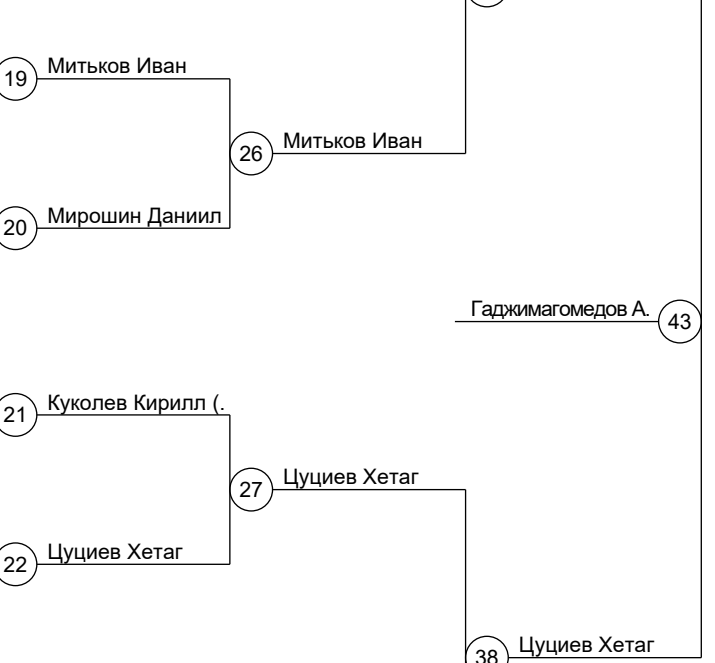 19 Митьков Иван
26 Митьков Иван
20 Мирошин Даниил
Гаджимагомедов А. 43
21 Куколев Кирилл (.
27 Цуциев Хетаг
22 Цуциев Хетаг
38 Цуциев Хетаг